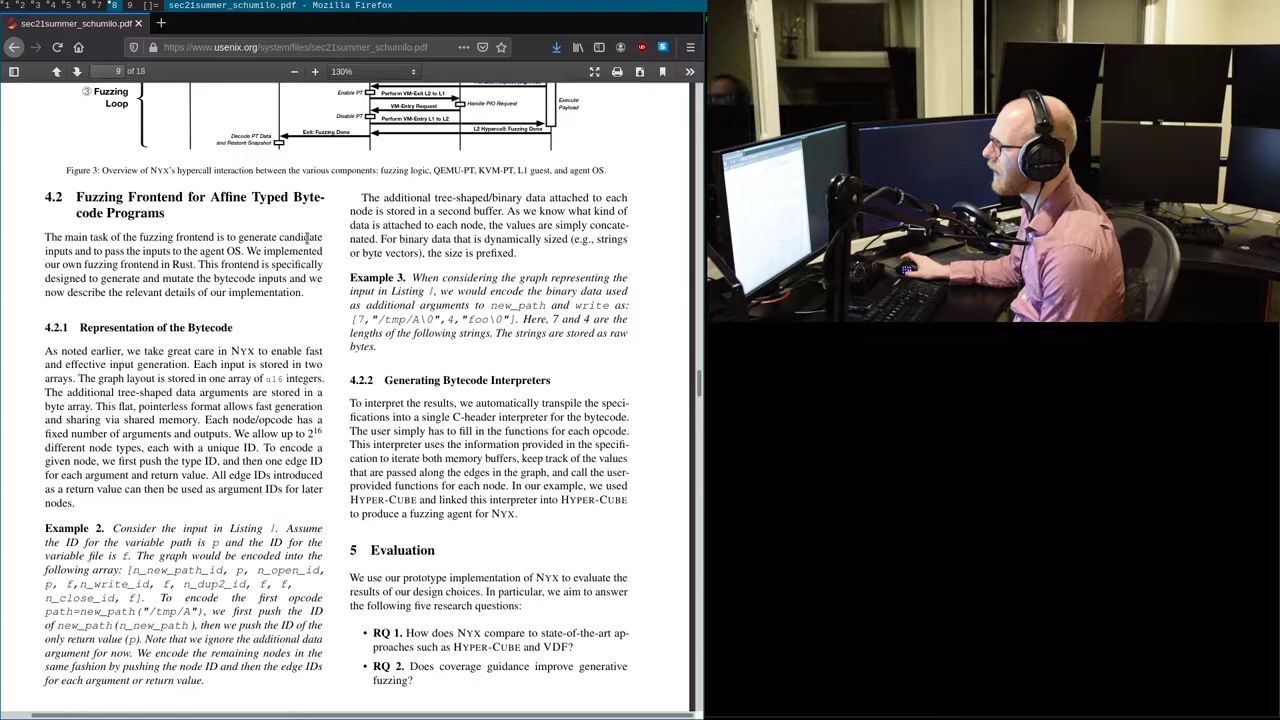 1 2 3 4 5 6 7 8 9 []= sec21summer_schumilo.pdf - Mozilla Firefox
sec21summer_schumilo.pdf
https://www.usenix.org/system/files/sec21summer_schumilo.pdf
9 of 18
130%
③ Fuzzing
Loop
Enable PT
Perform VM-Exit L2 to L1
VM-Entry Request
Handle PIO Request
Disable PT
Perform VM-Entry L1 to L2
Execute
Payload
Decode PT Data
and Restore Snapshot
Exit: Fuzzing Done
L2 Hypercall: Fuzzing Done
Figure 3: Overview of NYX's hypercall interaction between the various components: fuzzing logic, QEMU-PT, KVM-PT, L1 guest, and agent OS.
4.2 Fuzzing Frontend for Affine Typed Byte-
code Programs
The main task of the fuzzing frontend is to generate candidate
inputs and to pass the inputs to the agent OS. We implemented
our own fuzzing frontend in Rust. This frontend is specifically
designed to generate and mutate the bytecode inputs and we
now describe the relevant details of our implementation.
4.2.1 Representation of the Bytecode
As noted earlier, we take great care in NYX to enable fast
and effective input generation. Each input is stored in two
arrays. The graph layout is stored in one array of u16 integers.
The additional tree-shaped data arguments are stored in a
byte array. This flat, pointerless format allows fast generation
and sharing via shared memory. Each node/opcode has a
fixed number of arguments and outputs. We allow up to 2^16
different node types, each with a unique ID. To encode a
given node, we first push the type ID, and then one edge ID
for each argument and return value. All edge IDs introduced
as a return value can then be used as argument IDs for later
nodes.
Example 2. Consider the input in Listing 1. Assume
the ID for the variable path is p and the ID for the
variable file is f. The graph would be encoded into the
following array: [n_new_path_id, p, n_open_id,
p, f,n_write_id, f, n_dup2_id, f, f,
n_close_id, f]. To encode the first opcode
path=new_path("/tmp/A"), we first push the ID
of new_path(n_new_path), then we push the ID of the
only return value (p). Note that we ignore the additional data
argument for now. We encode the remaining nodes in the
same fashion by pushing the node ID and then the edge IDs
for each argument or return value.
The additional tree-shaped/binary data attached to each
node is stored in a second buffer. As we know what kind of
data is attached to each node, the values are simply concate-
nated. For binary data that is dynamically sized (e.g., strings
or byte vectors), the size is prefixed.
Example 3. When considering the graph representing the
input in Listing 1, we would encode the binary data used
as additional arguments to new_path and write as:
[7,"/tmp/A\0",4,"foo\0"]. Here, 7 and 4 are the
lengths of the following strings. The strings are stored as raw
bytes.
4.2.2 Generating Bytecode Interpreters
To interpret the results, we automatically transpile the speci-
fications into a single C-header interpreter for the bytecode.
The user simply has to fill in the functions for each opcode.
This interpreter uses the information provided in the specifi-
cation to iterate both memory buffers, keep track of the values
that are passed along the edges in the graph, and call the user-
provided functions for each node. In our example, we used
HYPER-CUBE and linked this interpreter into HYPER-CUBE
to produce a fuzzing agent for NYX.
5 Evaluation
We use our prototype implementation of NYX to evaluate the
results of our design choices. In particular, we aim to answer
the following five research questions:
• RQ 1. How does NYX compare to state-of-the-art ap-
proaches such as HYPER-CUBE and VDF?
• RQ 2. Does coverage guidance improve generative
fuzzing?